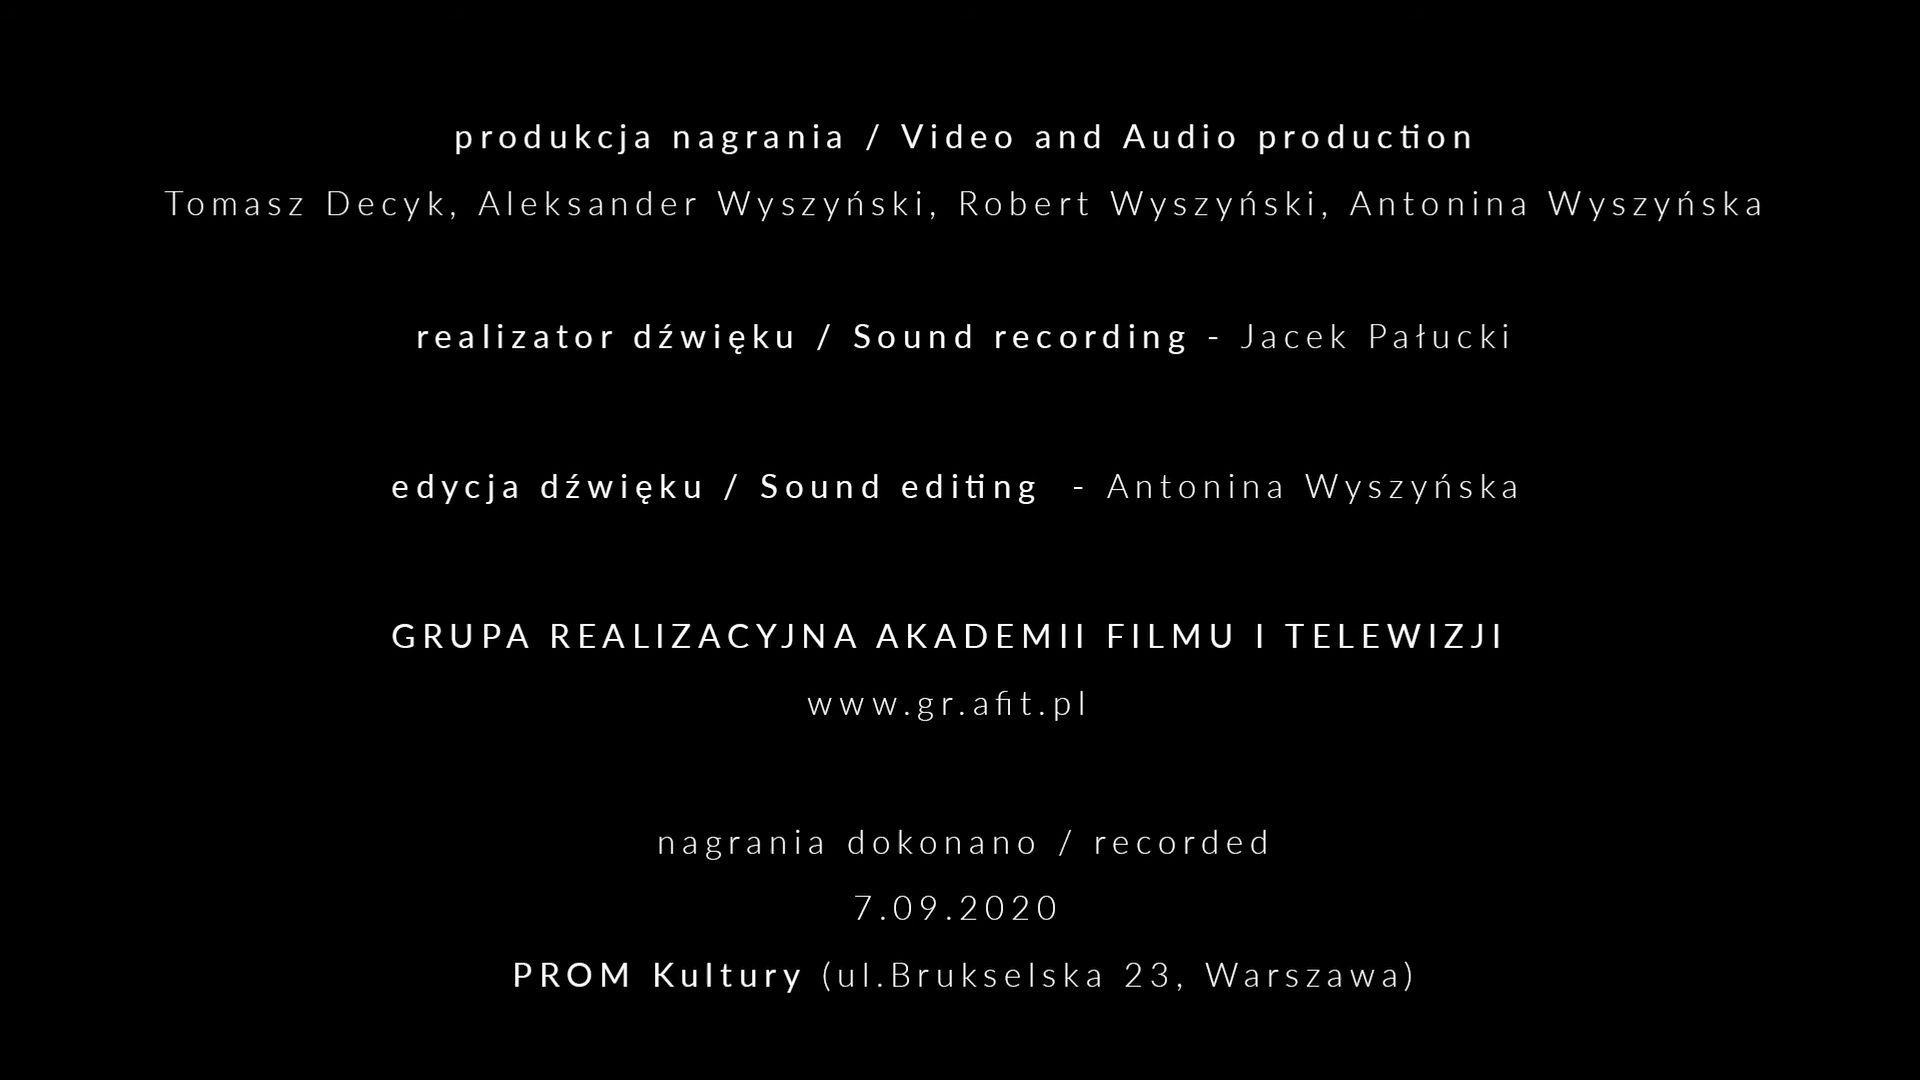 produkcja nagrania / Video and Audio production
Tomasz Decyk, Aleksander Wyszyński, Robert Wyszyński, Antonina Wyszyńska
realizator dźwięku / Sound recording - Jacek Pałucki
edycja dźwięku / Sound editing - Antonina Wyszyńska
GRUPA REALIZACYJNA AKADEMII FILMU I TELEWIZJI
www.gr.afit.pl
nagrania dokonano / recorded
7.09.2020
PROM Kultury (ul.Brukselska 23, Warszawa)